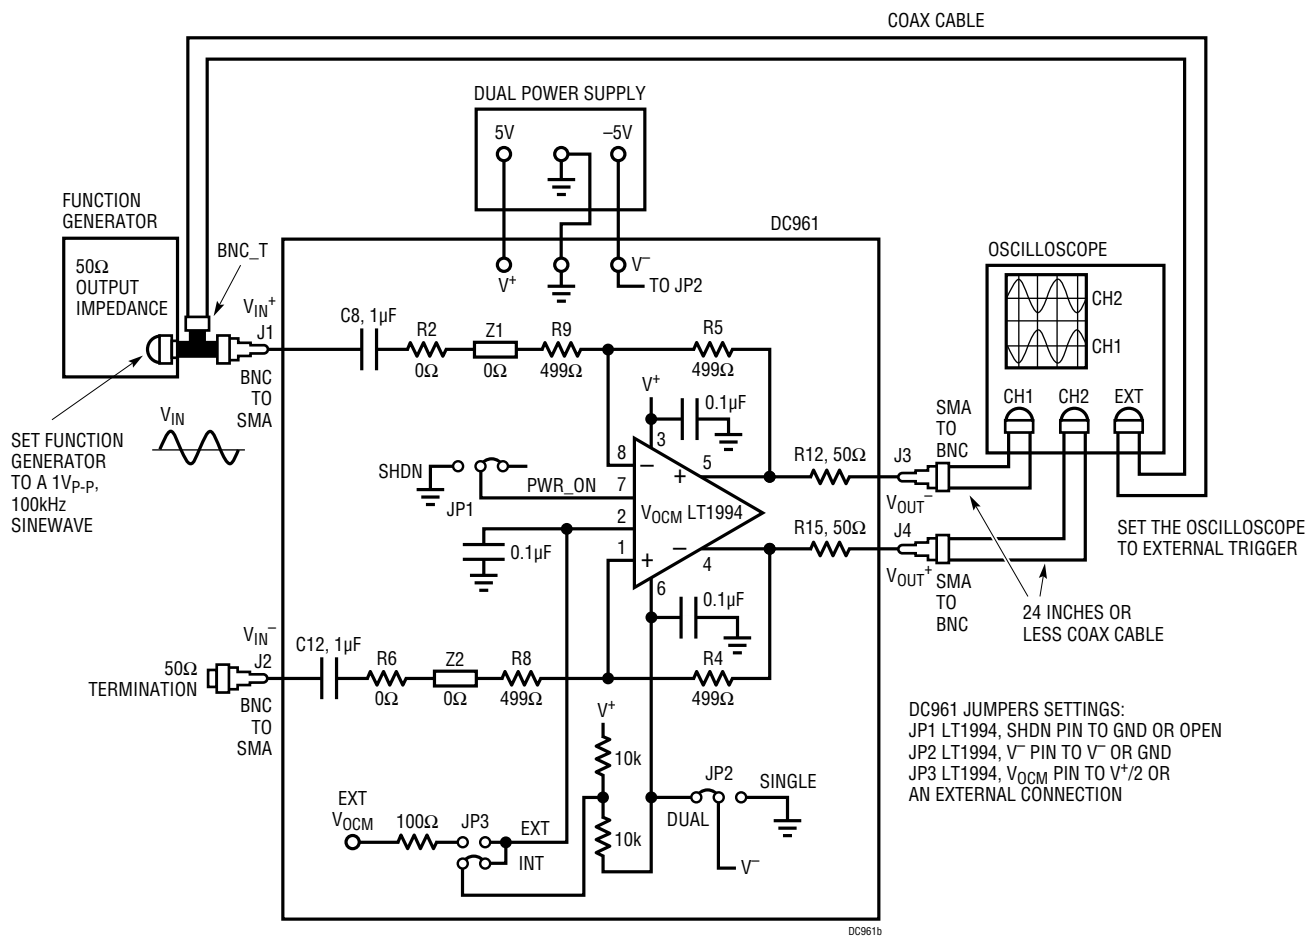 COAX CABLE
DUAL POWER SUPPLY
5V
–5V
FUNCTION
GENERATOR
50Ω
OUTPUT
IMPEDANCE
BNC_T
DC961
OSCILLOSCOPE
V⁺
V⁻
TO JP2
CH2
CH1
VIN⁺
J1
BNC
TO
SMA
C8, 1µF
R2
0Ω
Z1
0Ω
R9
499Ω
R5
499Ω
V⁺
0.1µF
3
CH1
CH2
EXT
SMA
TO
BNC
VIN
SET FUNCTION
GENERATOR
TO A 1VP-P,
100kHz
SINEWAVE
SHDN
JP1
PWR_ON
8
–
7
2
1
+
VOCM LT1994
+
5
–
4
6
R12, 50Ω
J3
VOUT⁻
R15, 50Ω
J4
VOUT⁺
SMA
TO
BNC
SET THE OSCILLOSCOPE
TO EXTERNAL TRIGGER
24 INCHES OR
LESS COAX CABLE
0.1µF
0.1µF
VIN⁻
J2
50Ω
TERMINATION
BNC
TO
SMA
C12, 1µF
R6
0Ω
Z2
0Ω
R8
499Ω
R4
499Ω
V⁺
10k
10k
JP2
SINGLE
DUAL
V⁻
EXT
VOCM
100Ω
JP3
EXT
INT
DC961 JUMPERS SETTINGS:
JP1 LT1994, SHDN PIN TO GND OR OPEN
JP2 LT1994, V⁻ PIN TO V⁻ OR GND
JP3 LT1994, VOCM PIN TO V⁺/2 OR
AN EXTERNAL CONNECTION
DC961b